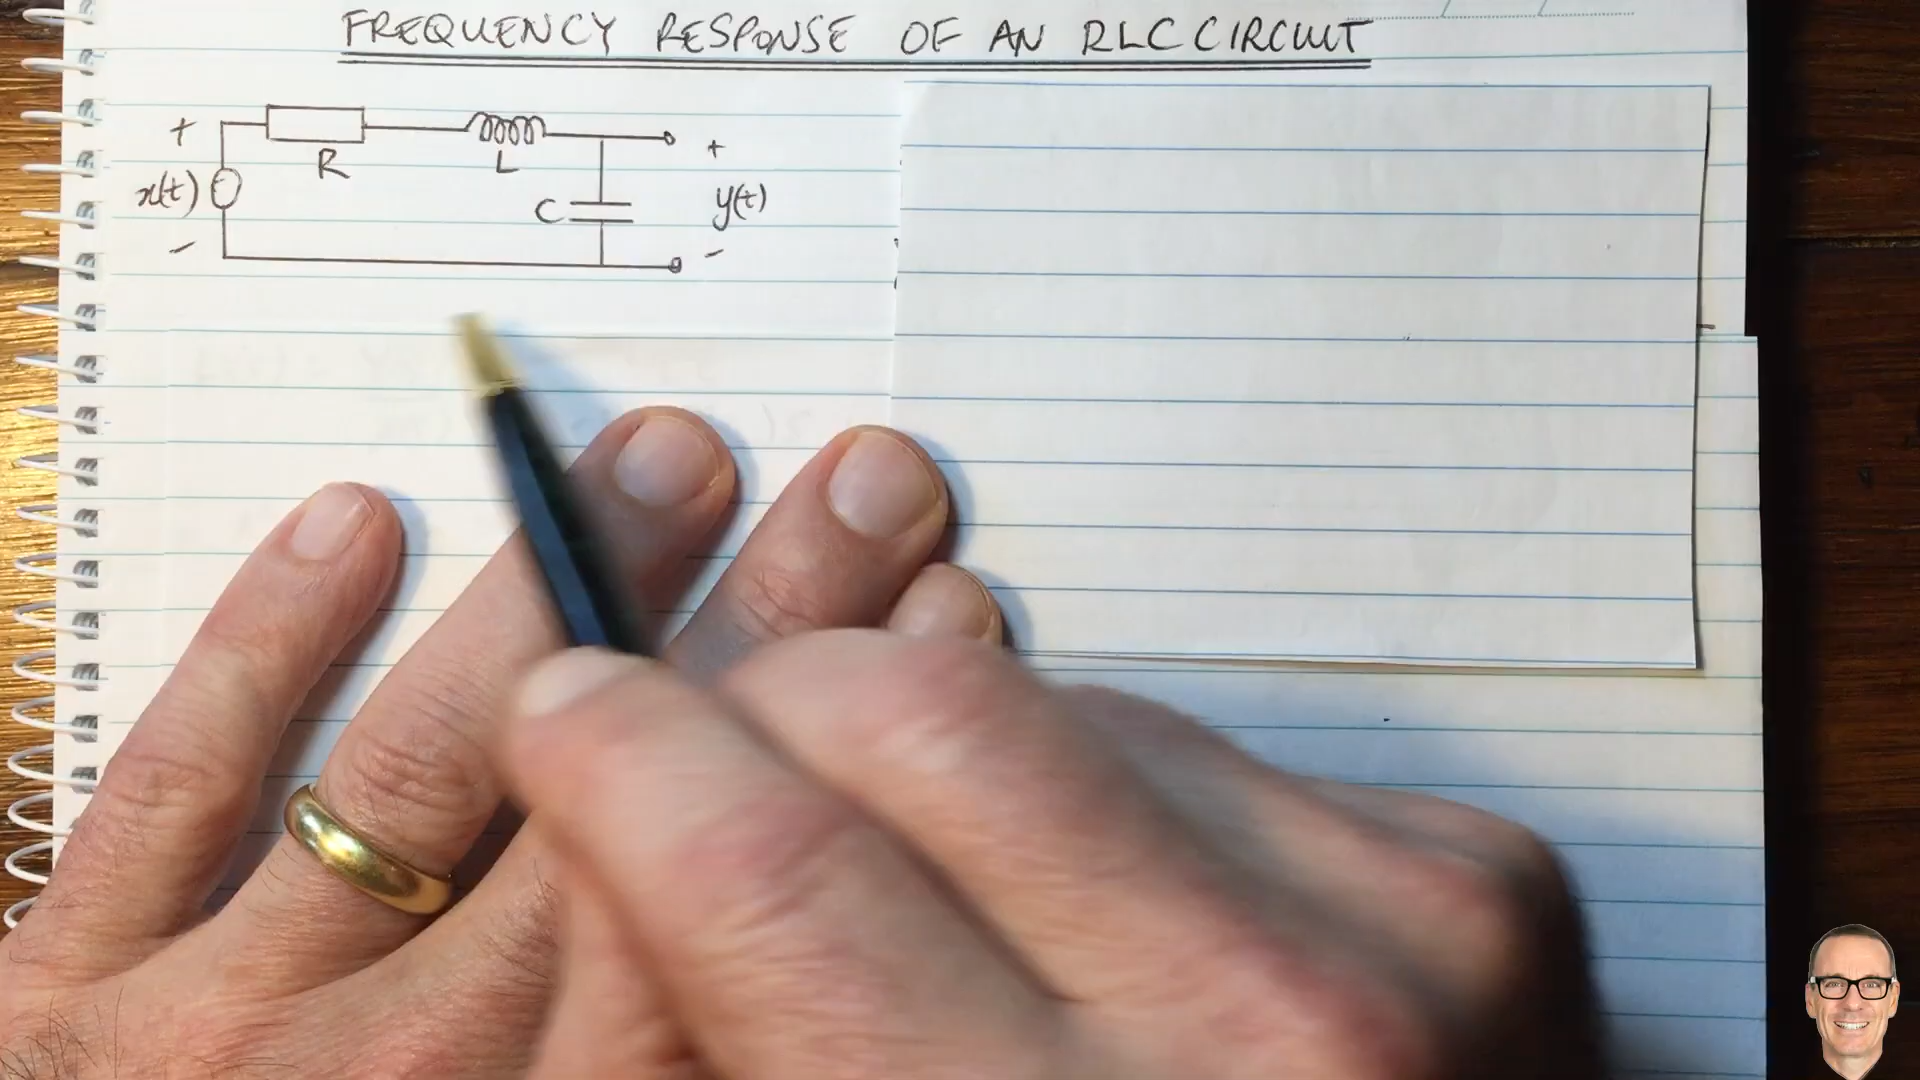 FREQUENCY RESPONSE OF AN RLC CIRCUIT
+
R
L
+
x(t)
C
y(t)
-
-